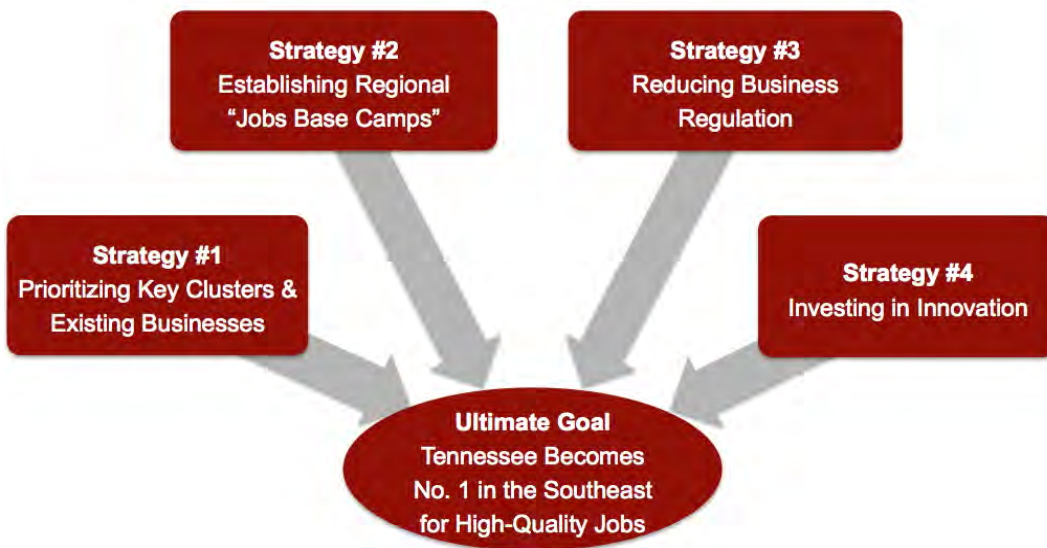 Strategy #1
Prioritizing Key Clusters &
Existing Businesses
Strategy #2
Establishing Regional
“Jobs Base Camps”
Strategy #3
Reducing Business
Regulation
Strategy #4
Investing in Innovation
Ultimate Goal
Tennessee Becomes
No. 1 in the Southeast
for High-Quality Jobs